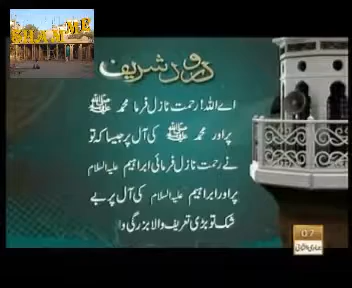 درود شریف
اے اللہ! رحمت نازل فرما محمد ﷺ
پر اور محمد ﷺ کی آل پر جیسا کہ تو
نے رحمت نازل فرمائی ابراہیم علیہ السلام
پر اور ابراہیم علیہ السلام کی آل پر بے
شک تو بڑی تعریف والا بزرگی وا
07